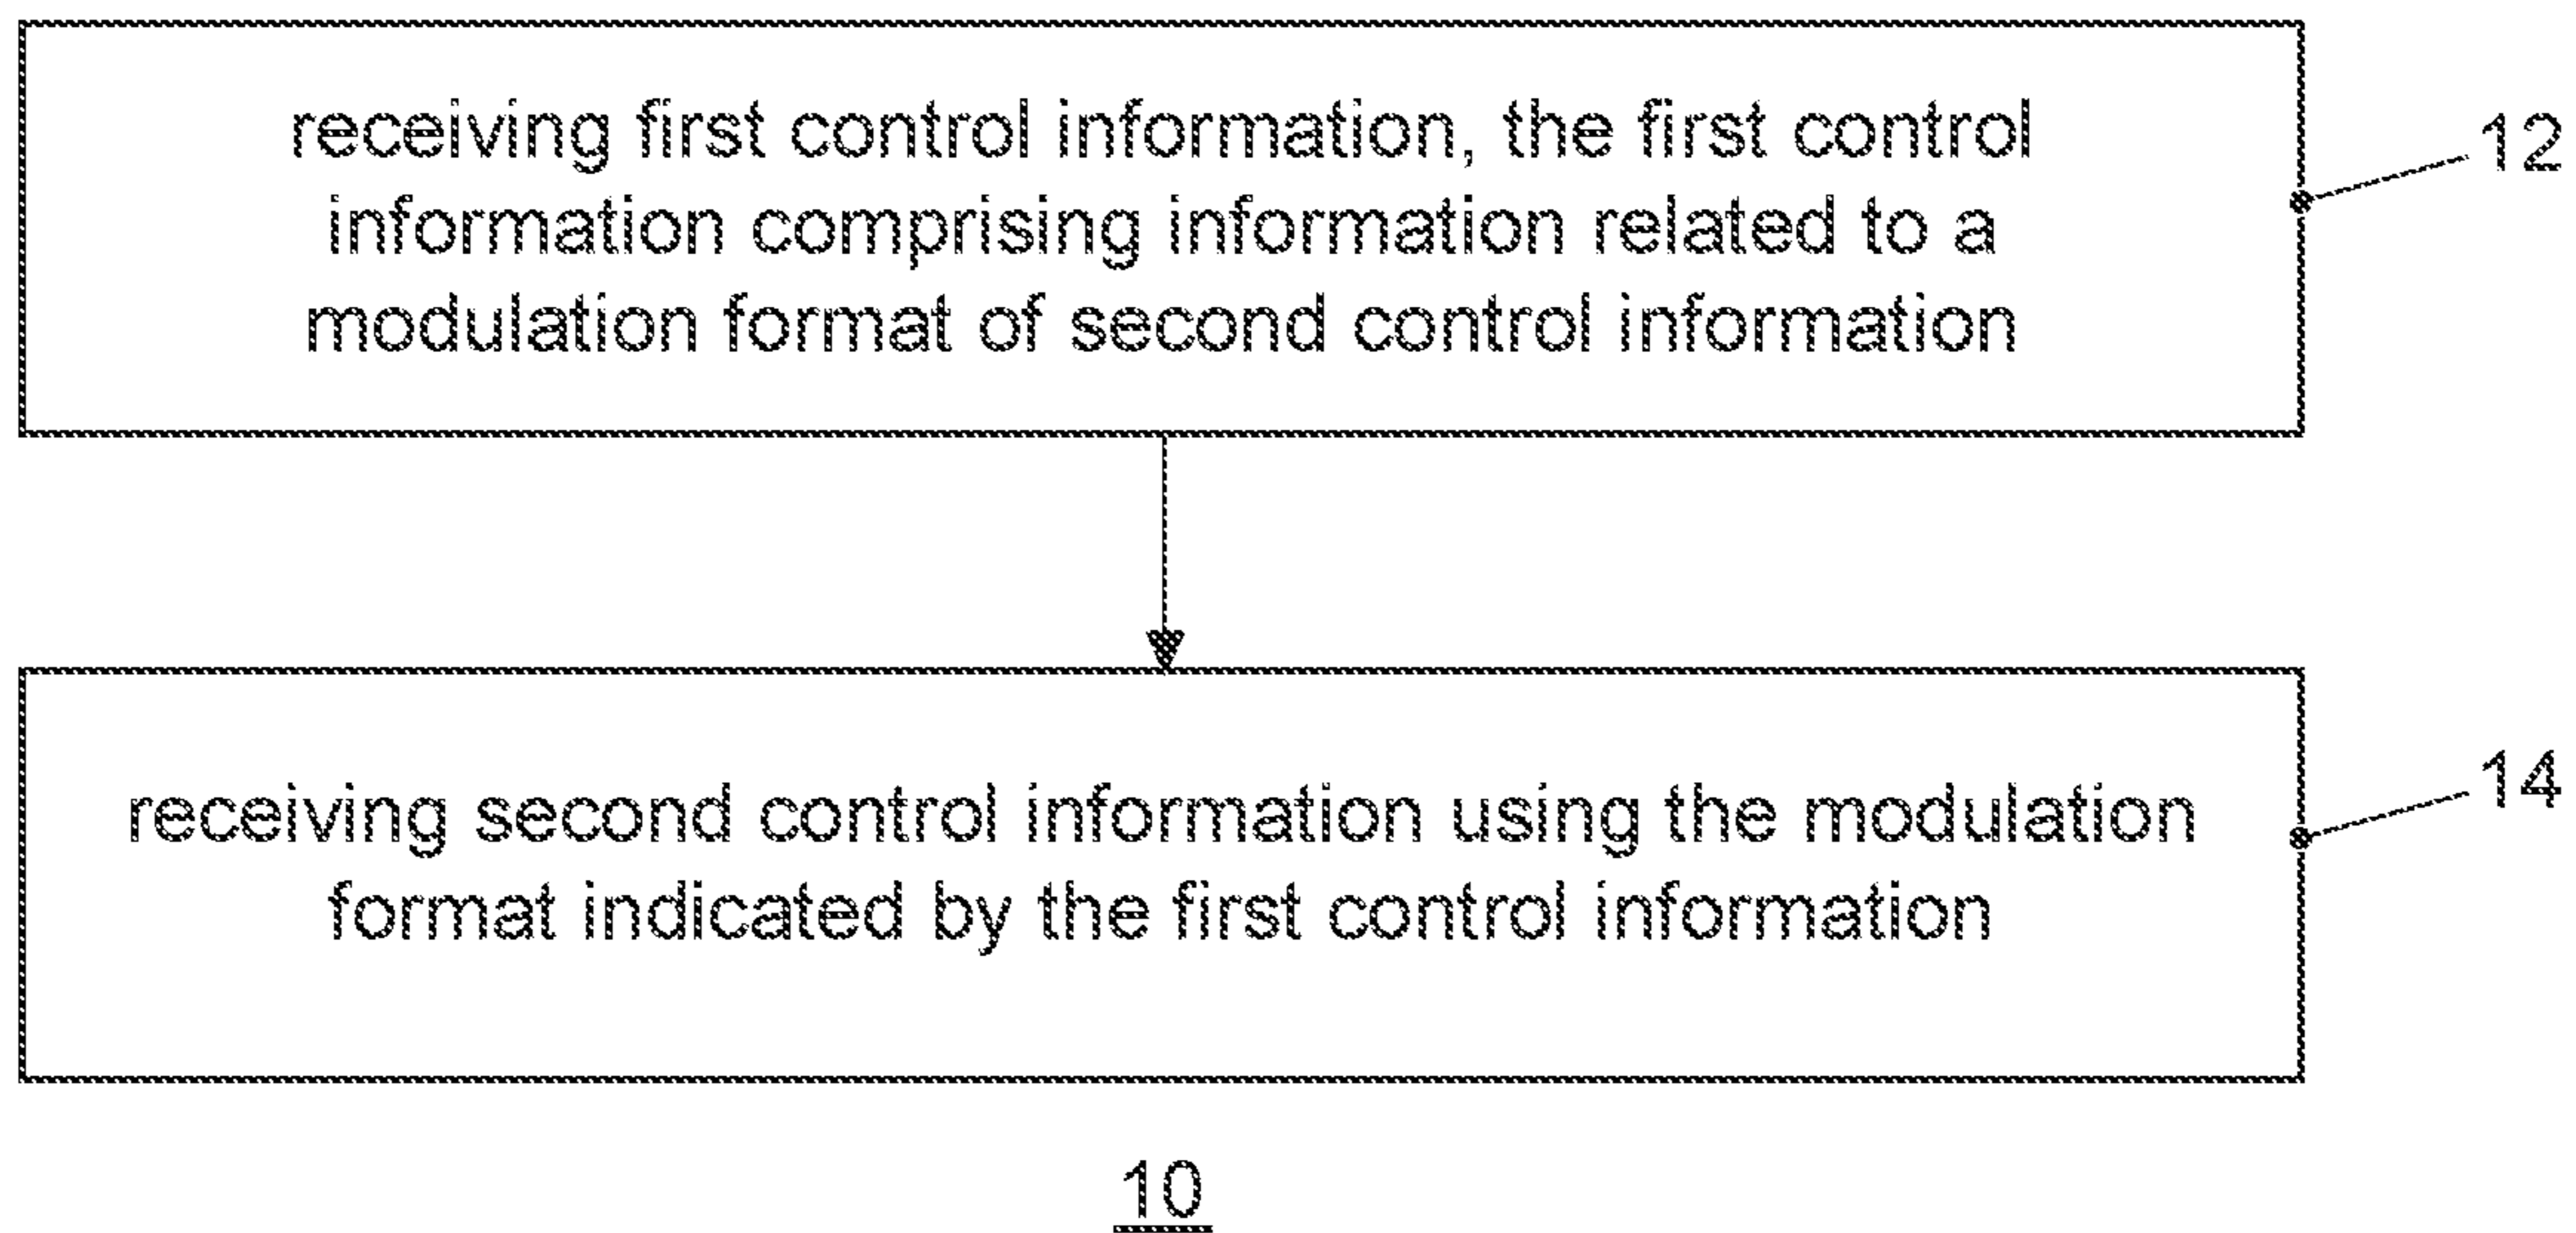 receiving first control information, the first control
information comprising information related to a
modulation format of second control information
12
receiving second control information using the modulation
format indicated by the first control information
14
10